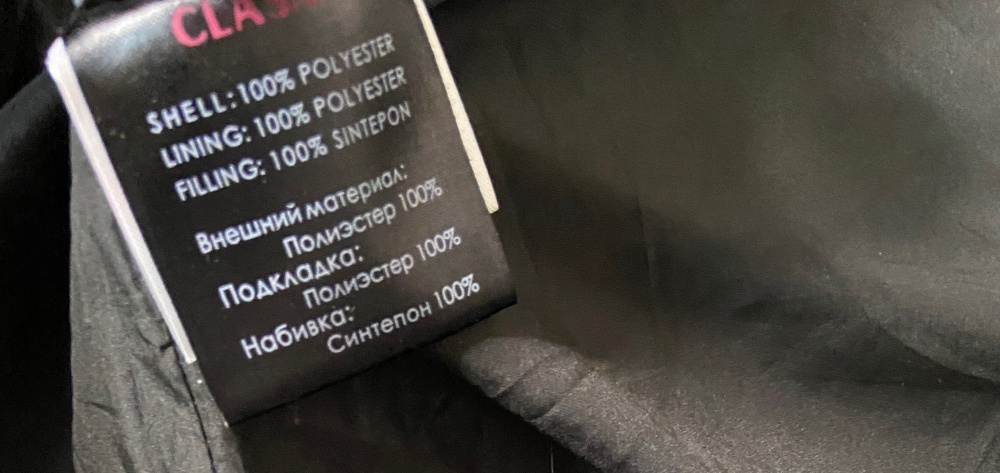 SHELL: 100% POLYESTER
LINING: 100% POLYESTER
FILLING: 100% SINTEPON
Внешний материал:
Полиэстер 100%
Подкладка:
Полиэстер 100%
Набивка:
Синтепон 100%